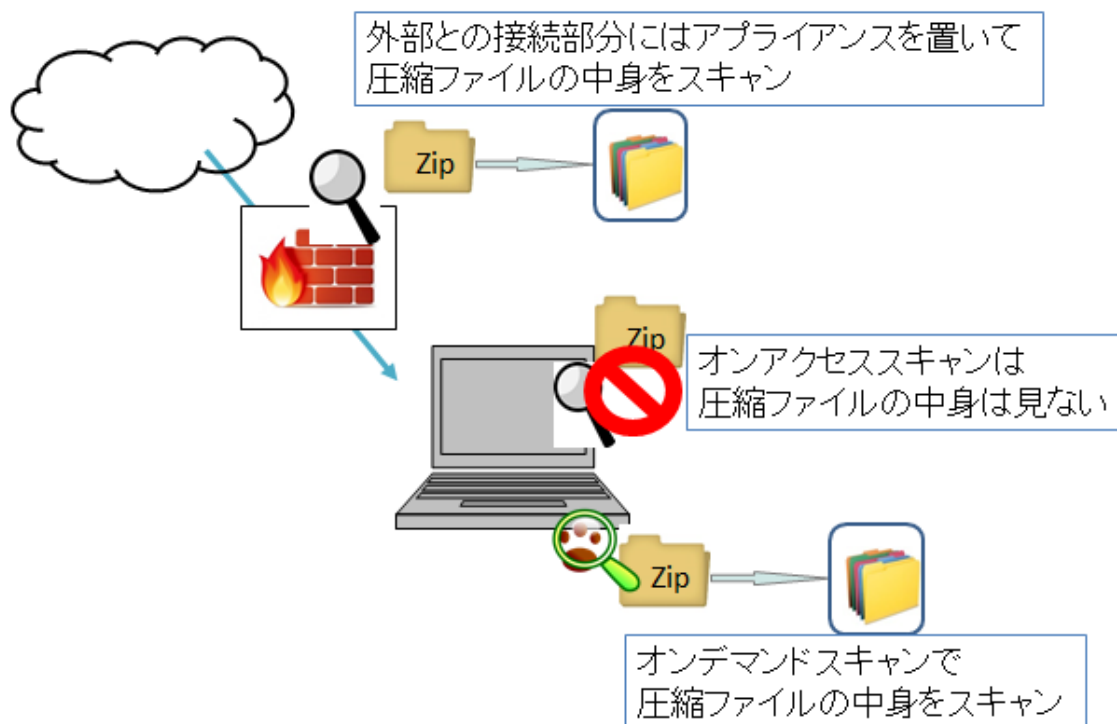 外部との接続部分にはアプライアンスを置いて
圧縮ファイルの中身をスキャン
Zip
Zip
オンアクセススキャンは
圧縮ファイルの中身は見ない
Zip
オンデマンドスキャンで
圧縮ファイルの中身をスキャン